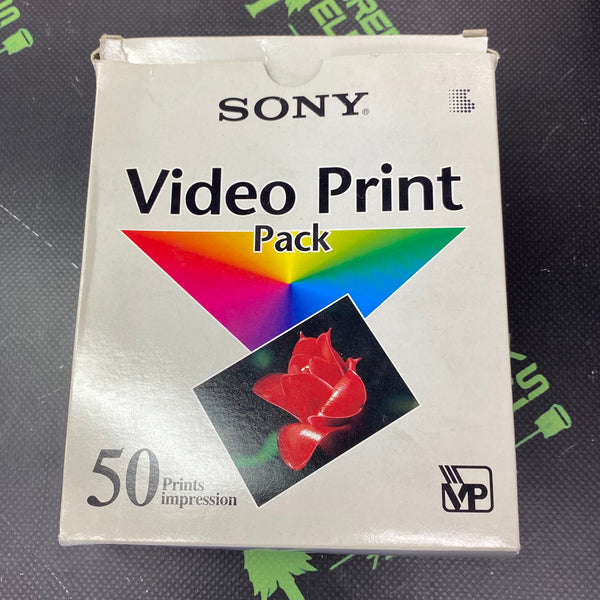 SONY®
Video Print
Pack
50 Prints
impression
VP